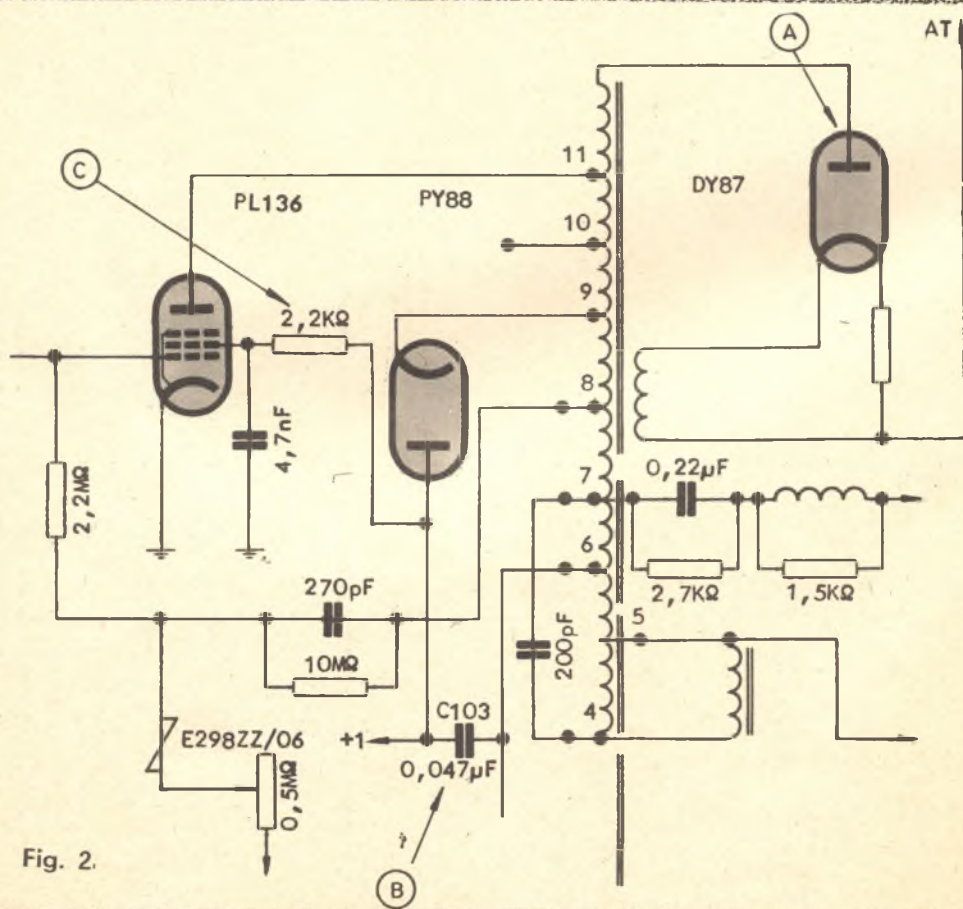 A
AT
C
PL136
PY88
DY87
11
10
9
8
7
6
5
4
2,2KΩ
4,7nF
2,2MΩ
0,22µF
2,7KΩ
1,5KΩ
270pF
10MΩ
200pF
C103
+1
0,047µF
E298ZZ/06
0,5MΩ
B
Fig. 2.